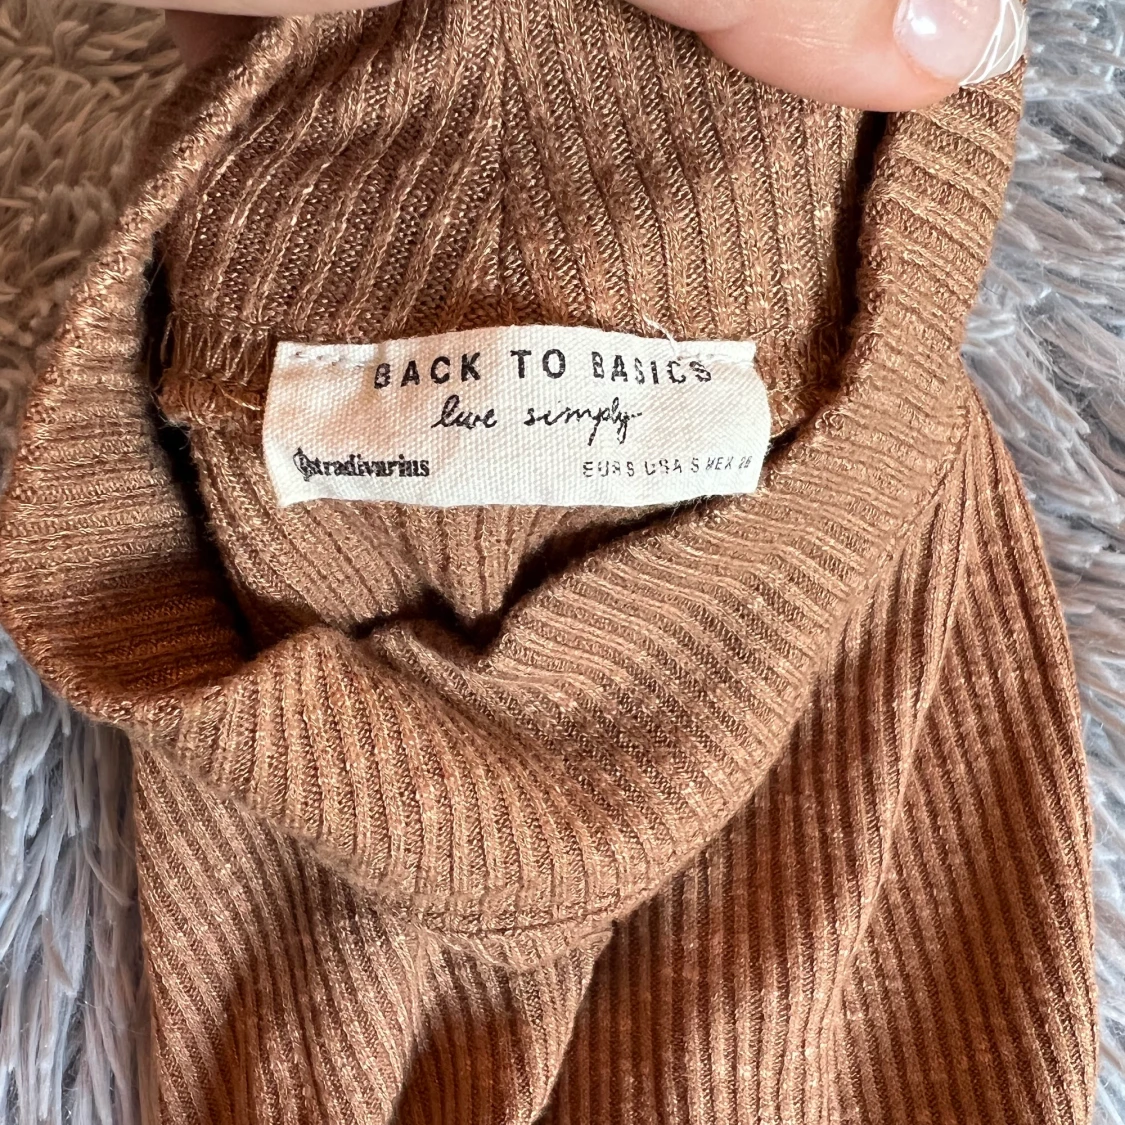 BACK TO BASICS
live simply
stradivarius
EUR S USA S MEX 26